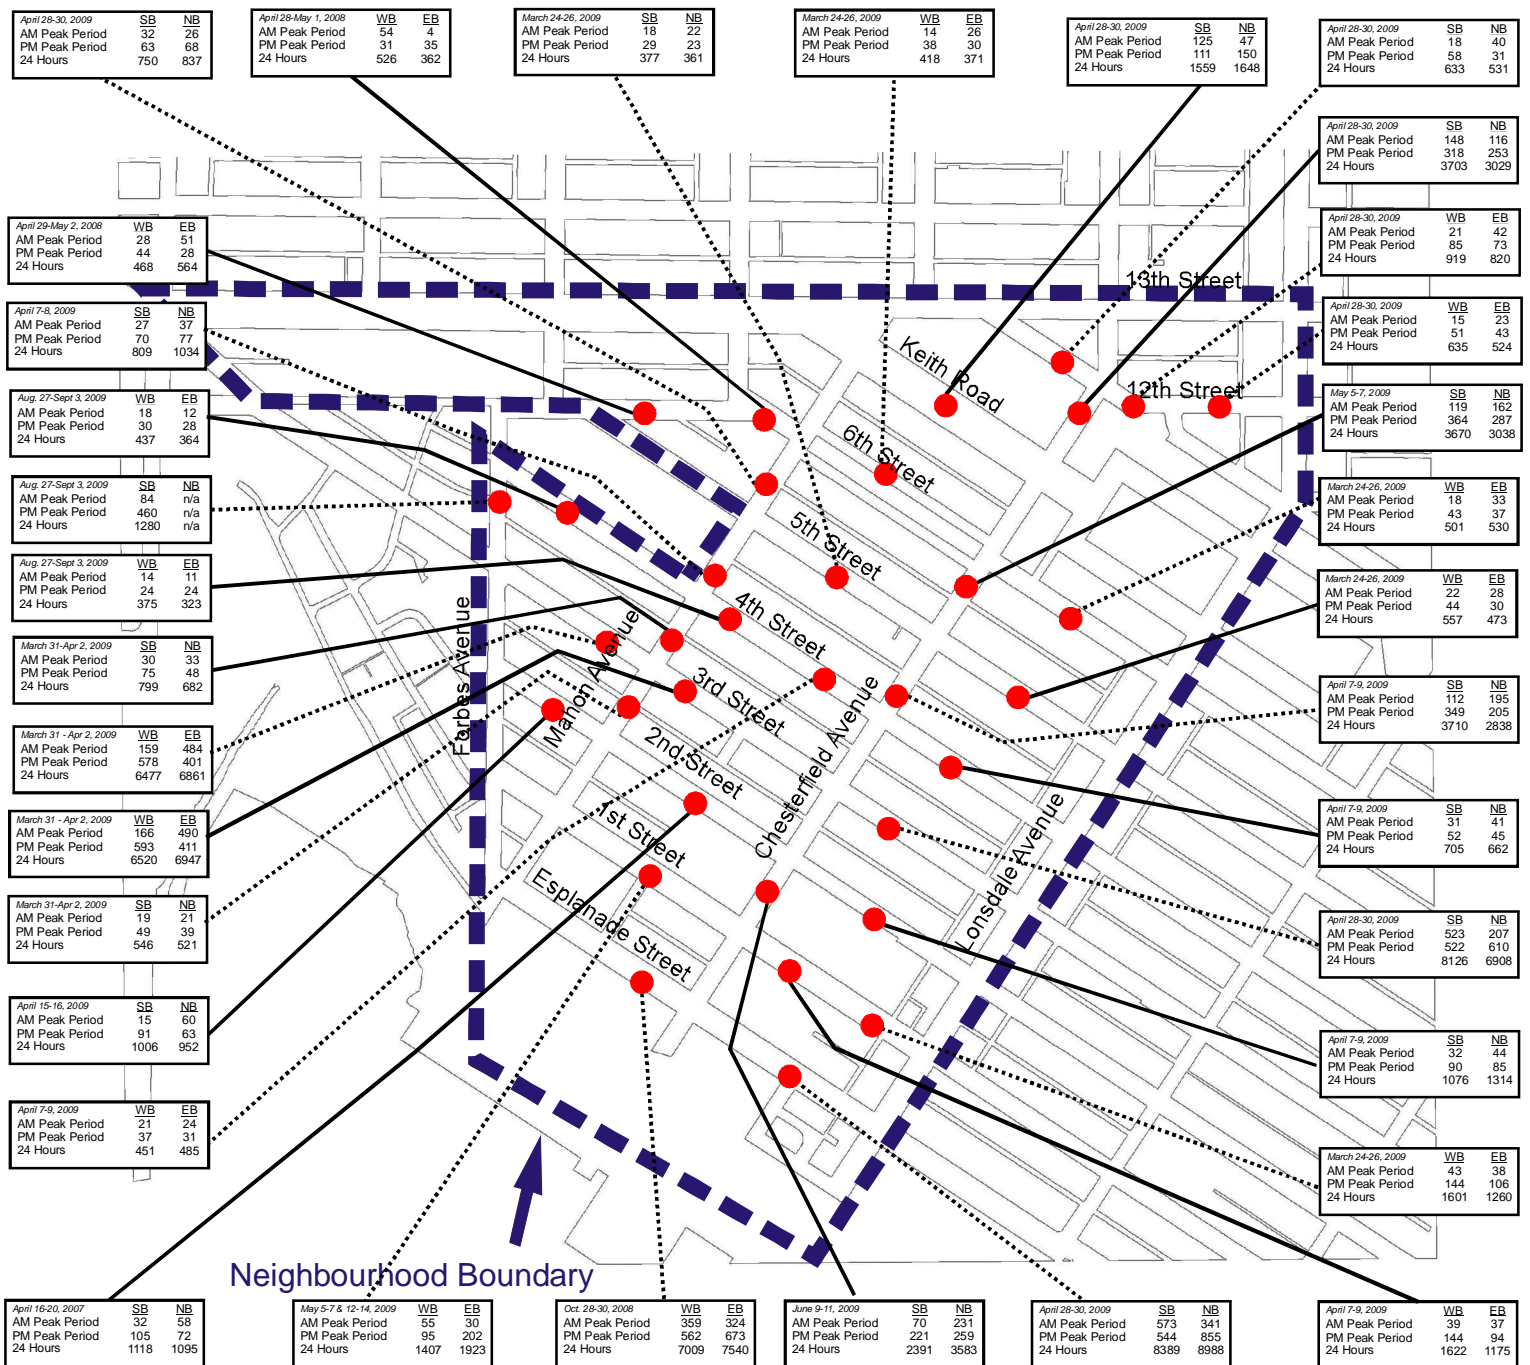 April 28-30, 2009 SB NB
AM Peak Period 32 26
PM Peak Period 63 68
24 Hours 750 837
April 28-May 1, 2008 WB EB
AM Peak Period 54 4
PM Peak Period 31 35
24 Hours 526 362
March 24-26, 2009 SB NB
AM Peak Period 18 22
PM Peak Period 29 23
24 Hours 377 361
March 24-26, 2009 WB EB
AM Peak Period 14 26
PM Peak Period 38 30
24 Hours 418 371
April 28-30, 2009 SB NB
AM Peak Period 125 47
PM Peak Period 111 150
24 Hours 1559 1648
April 28-30, 2009 SB NB
AM Peak Period 18 40
PM Peak Period 58 31
24 Hours 633 531
April 28-30, 2009 SB NB
AM Peak Period 148 116
PM Peak Period 318 253
24 Hours 3703 3029
April 29-May 2, 2008 WB EB
AM Peak Period 28 51
PM Peak Period 44 28
24 Hours 468 564
April 28-30, 2009 WB EB
AM Peak Period 21 42
PM Peak Period 85 73
24 Hours 919 820
13th Street
April 7-8, 2009 SB NB
AM Peak Period 27 37
PM Peak Period 70 77
24 Hours 809 1034
April 28-30, 2009 WB EB
AM Peak Period 15 23
PM Peak Period 51 43
24 Hours 635 524
Keith Road
12th Street
Aug. 27-Sept 3, 2009 WB EB
AM Peak Period 18 12
PM Peak Period 30 28
24 Hours 437 364
May 5-7, 2009 SB NB
AM Peak Period 119 162
PM Peak Period 364 287
24 Hours 3670 3038
6th Street
Aug. 27-Sept 3, 2009 SB NB
AM Peak Period 84 n/a
PM Peak Period 460 n/a
24 Hours 1280 n/a
March 24-26, 2009 WB EB
AM Peak Period 18 33
PM Peak Period 43 37
24 Hours 501 530
5th Street
Aug. 27-Sept 3, 2009 WB EB
AM Peak Period 14 11
PM Peak Period 24 24
24 Hours 375 323
March 24-26, 2009 WB EB
AM Peak Period 22 28
PM Peak Period 44 30
24 Hours 557 473
4th Street
Forbes Avenue
Mahon Avenue
March 31-Apr 2, 2009 SB NB
AM Peak Period 30 33
PM Peak Period 75 48
24 Hours 799 682
3rd Street
Chesterfield Avenue
April 7-9, 2009 SB NB
AM Peak Period 112 195
PM Peak Period 349 205
24 Hours 3710 2838
March 31 - Apr 2, 2009 WB EB
AM Peak Period 159 484
PM Peak Period 578 401
24 Hours 6477 6861
2nd Street
March 31 - Apr 2, 2009 WB EB
AM Peak Period 166 490
PM Peak Period 593 411
24 Hours 6520 6947
1st Street
Lonsdale Avenue
April 7-9, 2009 SB NB
AM Peak Period 31 41
PM Peak Period 52 45
24 Hours 705 662
March 31-Apr 2, 2009 SB NB
AM Peak Period 19 21
PM Peak Period 49 39
24 Hours 546 521
Esplanade Street
April 28-30, 2009 SB NB
AM Peak Period 523 207
PM Peak Period 522 610
24 Hours 8126 6908
April 15-16, 2009 SB NB
AM Peak Period 15 60
PM Peak Period 91 63
24 Hours 1006 952
April 7-9, 2009 SB NB
AM Peak Period 32 44
PM Peak Period 90 85
24 Hours 1076 1314
April 7-9, 2009 WB EB
AM Peak Period 21 24
PM Peak Period 37 31
24 Hours 451 485
March 24-26, 2009 WB EB
AM Peak Period 43 38
PM Peak Period 144 106
24 Hours 1601 1260
Neighbourhood Boundary
April 16-20, 2007 SB NB
AM Peak Period 32 58
PM Peak Period 105 72
24 Hours 1118 1095
May 5-7 & 12-14, 2009 WB EB
AM Peak Period 55 30
PM Peak Period 95 202
24 Hours 1407 1923
Oct. 28-30, 2008 WB EB
AM Peak Period 359 324
PM Peak Period 562 673
24 Hours 7009 7540
June 9-11, 2009 SB NB
AM Peak Period 70 231
PM Peak Period 221 259
24 Hours 2391 3583
April 28-30, 2009 SB NB
AM Peak Period 573 341
PM Peak Period 544 855
24 Hours 8389 8988
April 7-9, 2009 WB EB
AM Peak Period 39 37
PM Peak Period 144 94
24 Hours 1622 1175